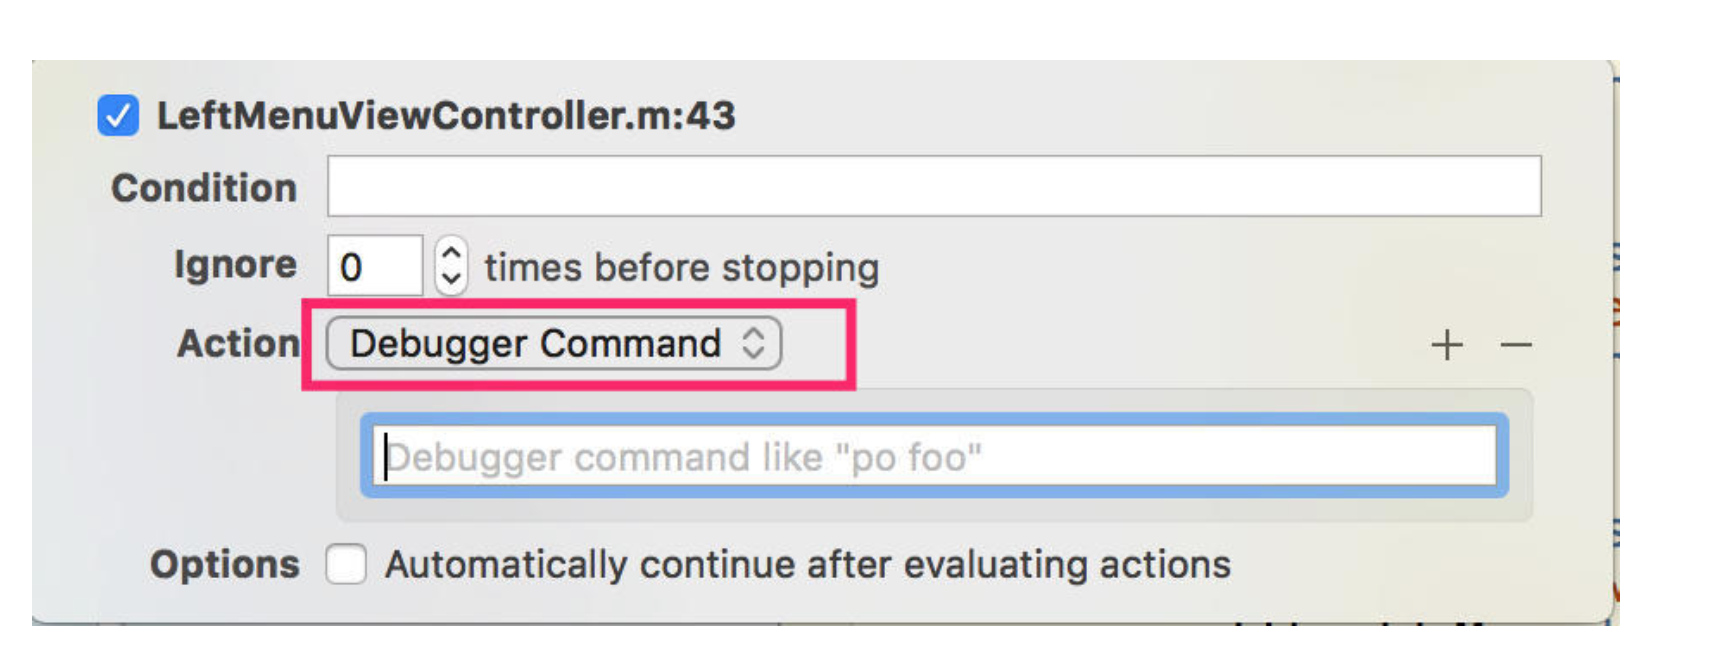 LeftMenuViewController.m:43
Condition
Ignore 0 times before stopping
Action Debugger Command + −
Debugger command like "po foo"
Options Automatically continue after evaluating actions